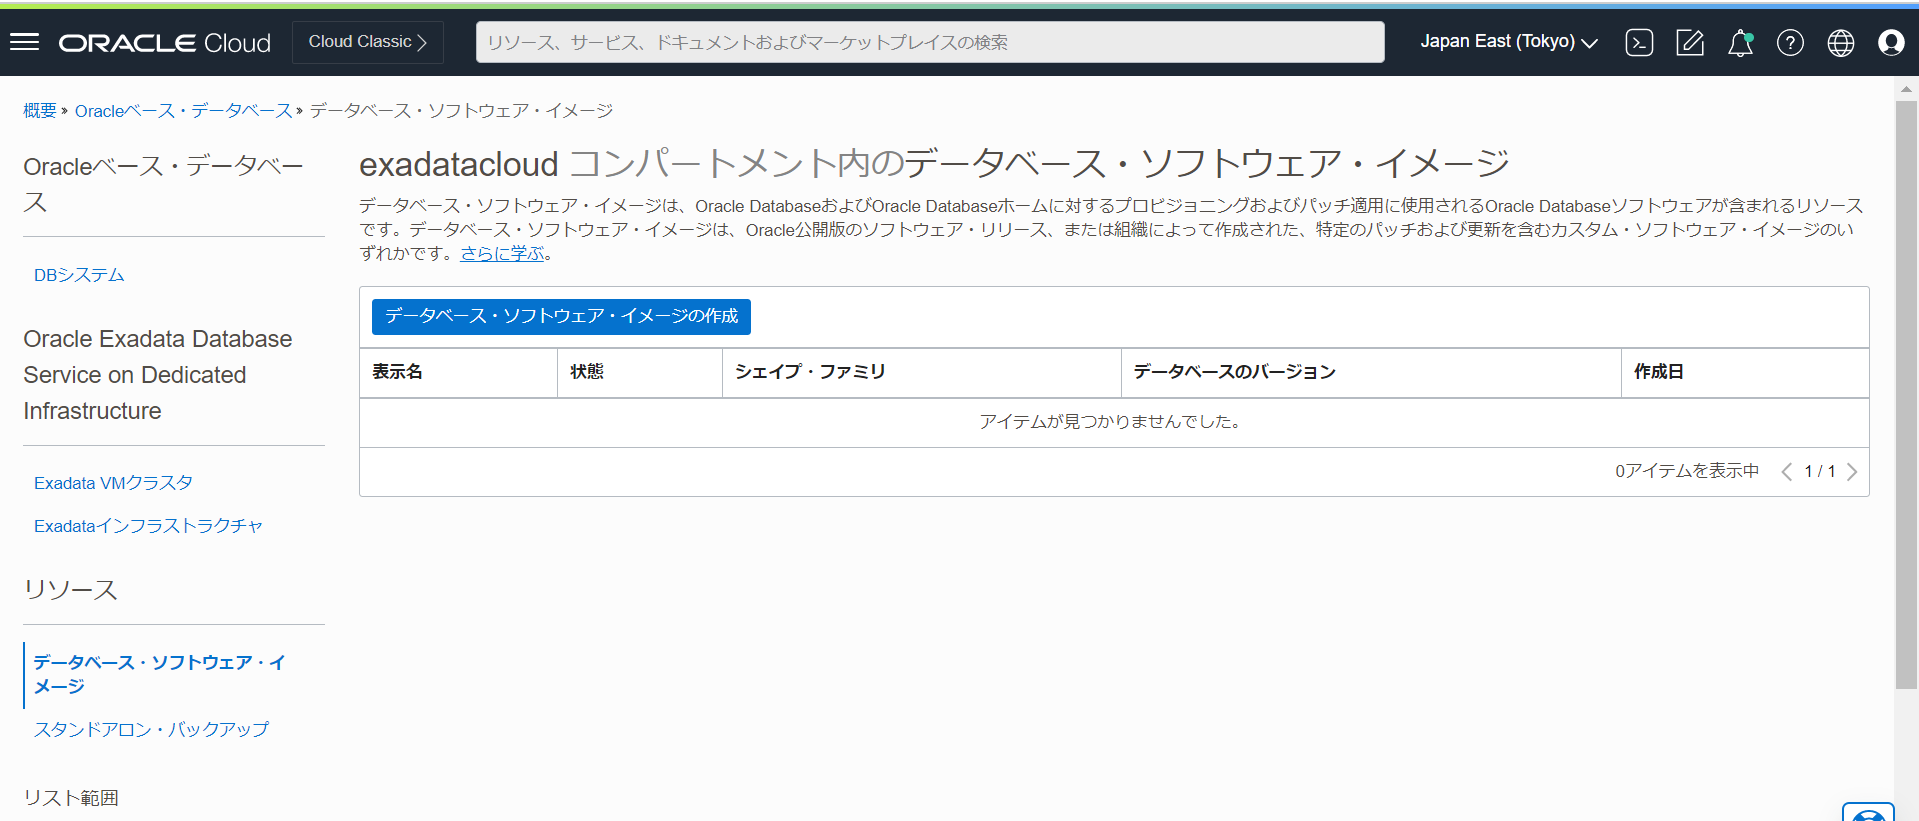 ORACLE Cloud
Cloud Classic
リソース、サービス、ドキュメントおよびマーケットプレイスの検索
Japan East (Tokyo)
概要 » Oracleベース・データベース » データベース・ソフトウェア・イメージ
Oracleベース・データベー
ス
DBシステム
Oracle Exadata Database
Service on Dedicated
Infrastructure
Exadata VMクラスタ
Exadataインフラストラクチャ
リソース
データベース・ソフトウェア・イ
メージ
スタンドアロン・バックアップ
リスト範囲
exadatacloud コンパートメント内のデータベース・ソフトウェア・イメージ
データベース・ソフトウェア・イメージは、Oracle DatabaseおよびOracle Databaseホームに対するプロビジョニングおよびパッチ適用に使用されるOracle Databaseソフトウェアが含まれるリソース
です。データベース・ソフトウェア・イメージは、Oracle公開版のソフトウェア・リリース、または組織によって作成された、特定のパッチおよび更新を含むカスタム・ソフトウェア・イメージのい
ずれかです。さらに学ぶ。
データベース・ソフトウェア・イメージの作成
表示名 状態 シェイプ・ファミリ データベースのバージョン 作成日
アイテムが見つかりませんでした。
0アイテムを表示中 1 / 1